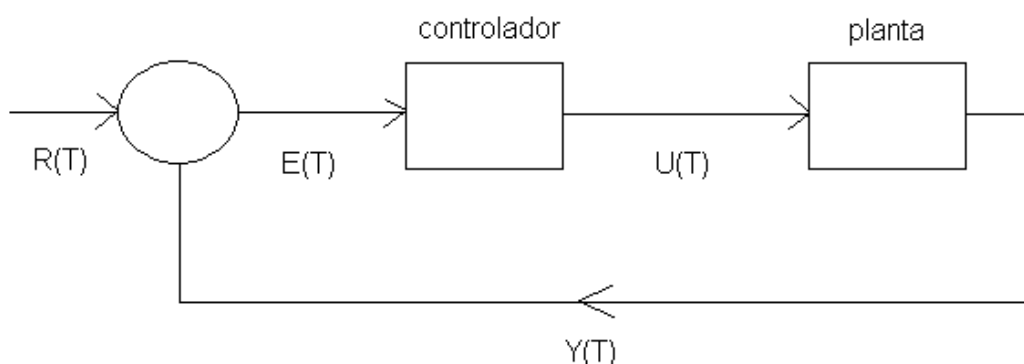 controlador
planta
R(T)
E(T)
U(T)
Y(T)